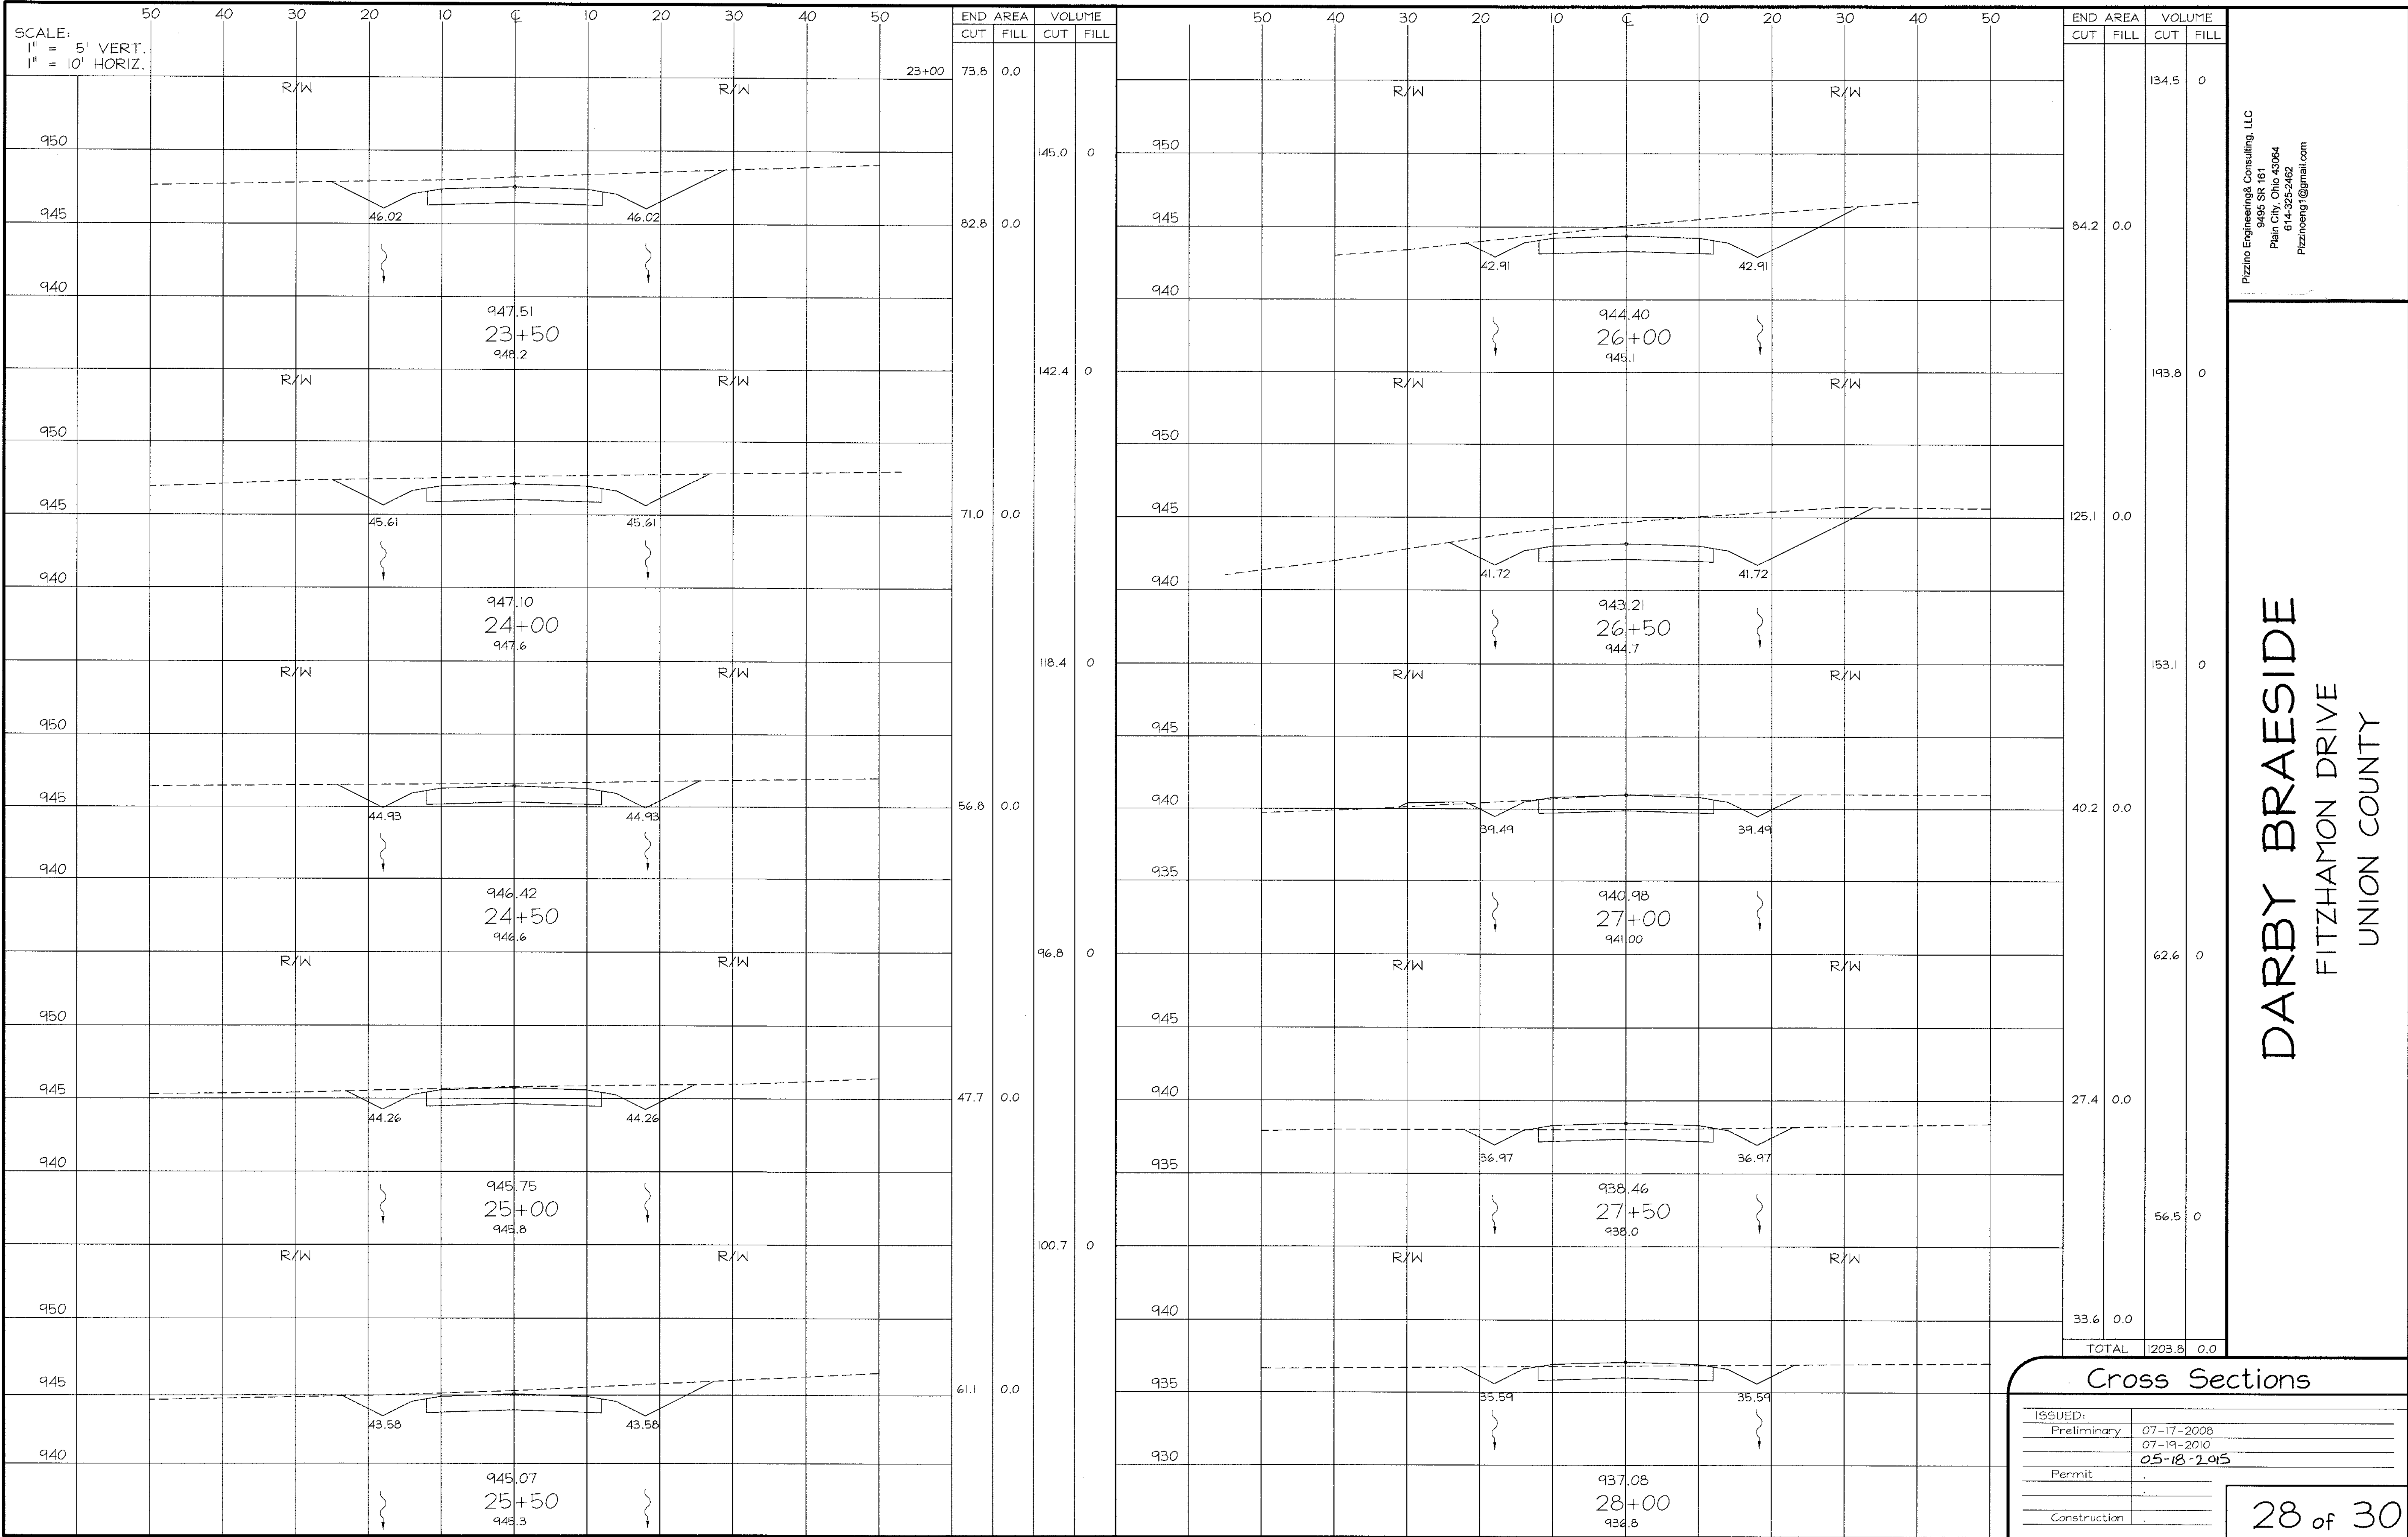 50 40 30 20 10 ℄ 10 20 30 40 50
END AREA VOLUME
CUT FILL CUT FILL
SCALE:
1" = 5' VERT.
1" = 10' HORIZ.
23+00 73.8 0.0
R/W R/W
950
145.0 0
945
46.02 46.02
82.8 0.0
940
947.51
23+50
948.2
142.4 0
R/W R/W
950
945
45.61 45.61
71.0 0.0
940
947.10
24+00
947.6
118.4 0
R/W R/W
950
945
44.93 44.93
56.8 0.0
940
946.42
24+50
946.6
96.8 0
R/W R/W
950
945
44.26 44.26
47.7 0.0
940
945.75
25+00
945.8
100.7 0
R/W R/W
950
945
43.58 43.58
61.1 0.0
940
945.07
25+50
945.3
50 40 30 20 10 ℄ 10 20 30 40 50
END AREA VOLUME
CUT FILL CUT FILL
134.5 0
R/W R/W
950
945
42.91 42.91
84.2 0.0
940
944.40
26+00
945.1
193.8 0
R/W R/W
950
945
125.1 0.0
41.72 41.72
940
943.21
26+50
944.7
153.1 0
R/W R/W
945
940
39.49 39.49
40.2 0.0
935
940.98
27+00
941.00
62.6 0
R/W R/W
945
940
27.4 0.0
36.97 36.97
935
938.46
27+50
938.0
56.5 0
R/W R/W
940
33.6 0.0
TOTAL 1203.8 0.0
935
35.59 35.59
930
937.08
28+00
936.8
Pizzino Engineering& Consulting, LLC
9495 SR 161
Plain City, Ohio 43064
614-325-2462
Pizzinoeng1@gmail.com
DARBY BRAESIDE
FITZHAMON DRIVE
UNION COUNTY
Cross Sections
ISSUED:
Preliminary 07-17-2008
07-19-2010
05-18-2015
Permit .
.
Construction .
28 of 30